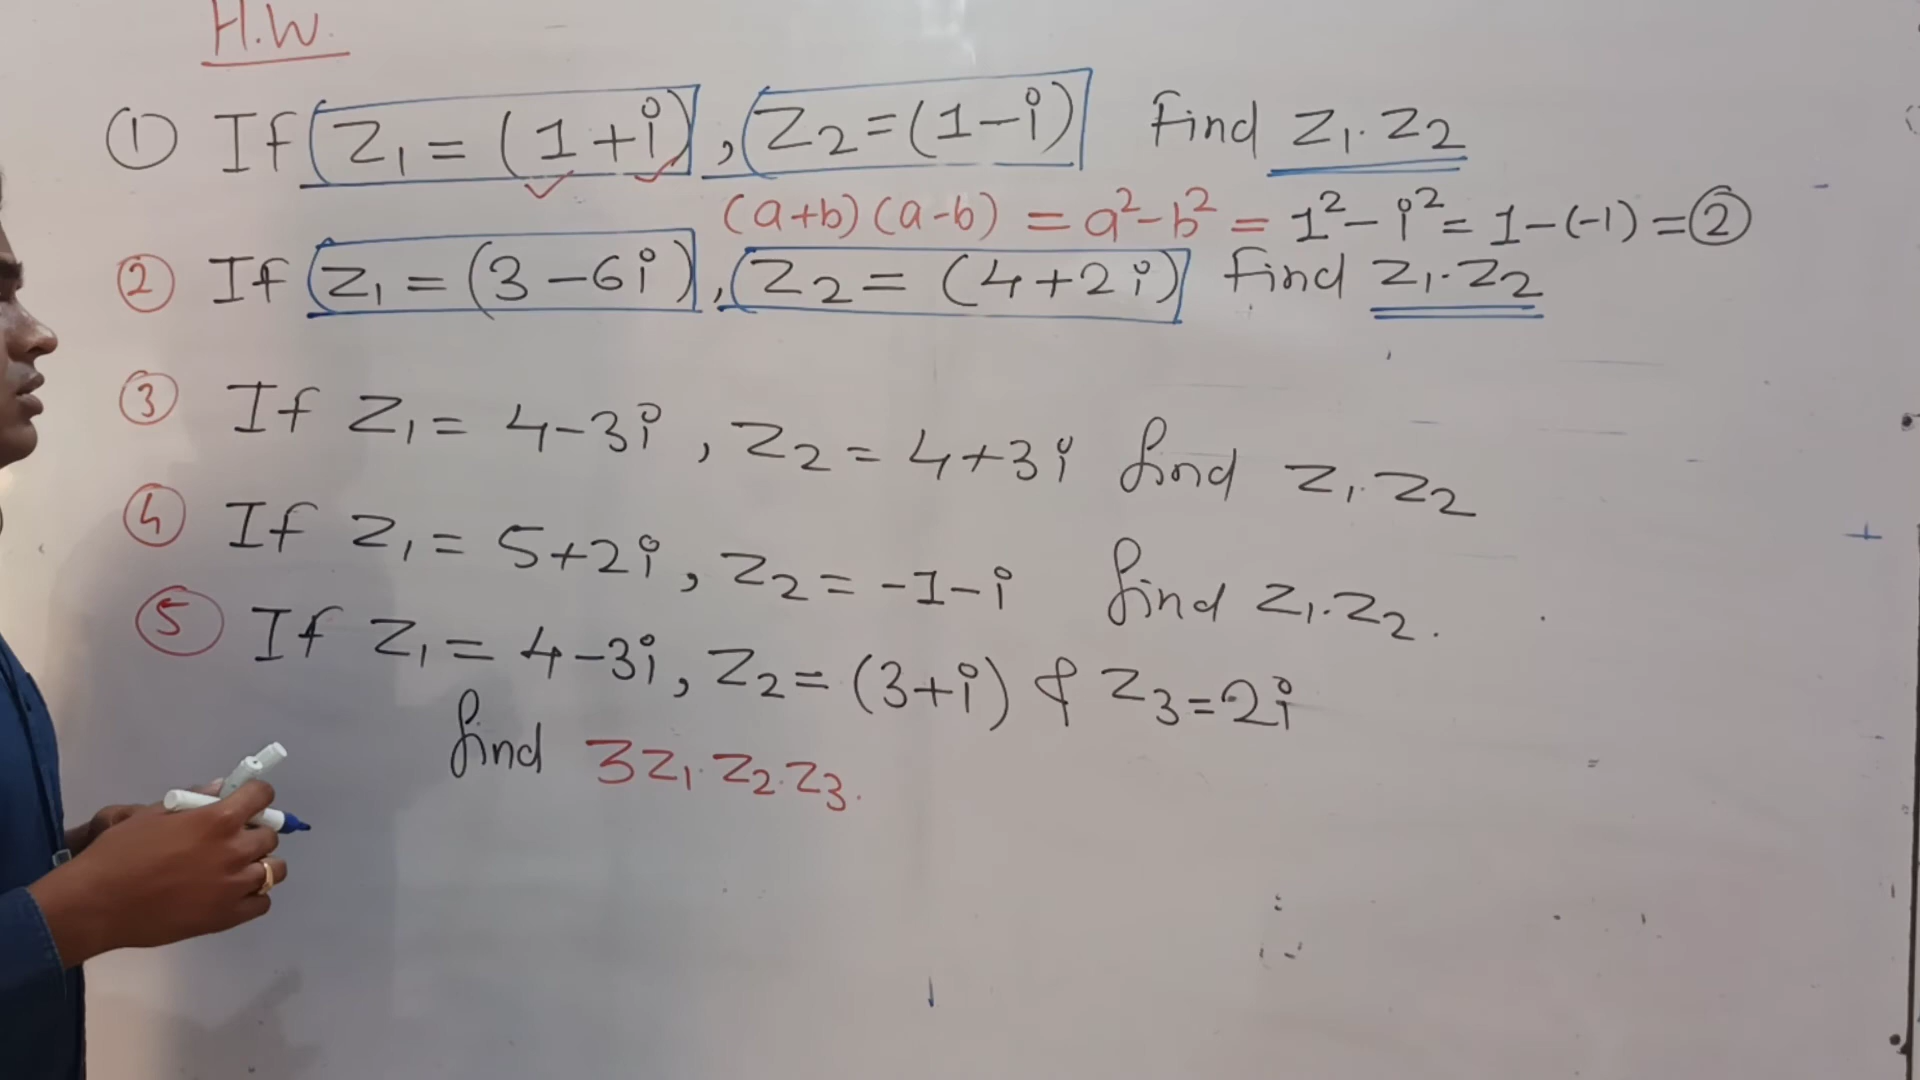 H.W.
① If Z₁ = (1+i), Z₂ = (1-i) Find Z₁.Z₂
(a+b) (a-b) = a²-b² = 1²-i² = 1-(-1) = ②
② If Z₁ = (3-6i), Z₂ = (4+2i) Find Z₁.Z₂
③ If Z₁ = 4-3i, Z₂ = 4+3i find Z₁.Z₂
④ If Z₁ = 5+2i, Z₂ = -1-i find Z₁.Z₂.
⑤ If Z₁ = 4-3i, Z₂ = (3+i) & Z₃ = 2i
find 3Z₁.Z₂.Z₃.